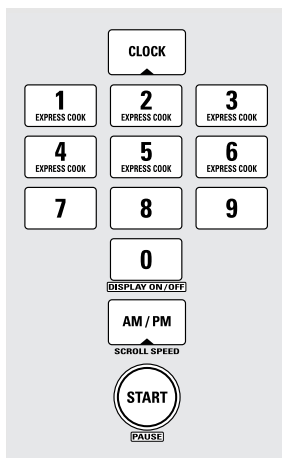 CLOCK
1 2 3
EXPRESS COOK EXPRESS COOK EXPRESS COOK
4 5 6
EXPRESS COOK EXPRESS COOK EXPRESS COOK
7 8 9
0
DISPLAY ON/OFF
AM / PM
SCROLL SPEED
START
PAUSE